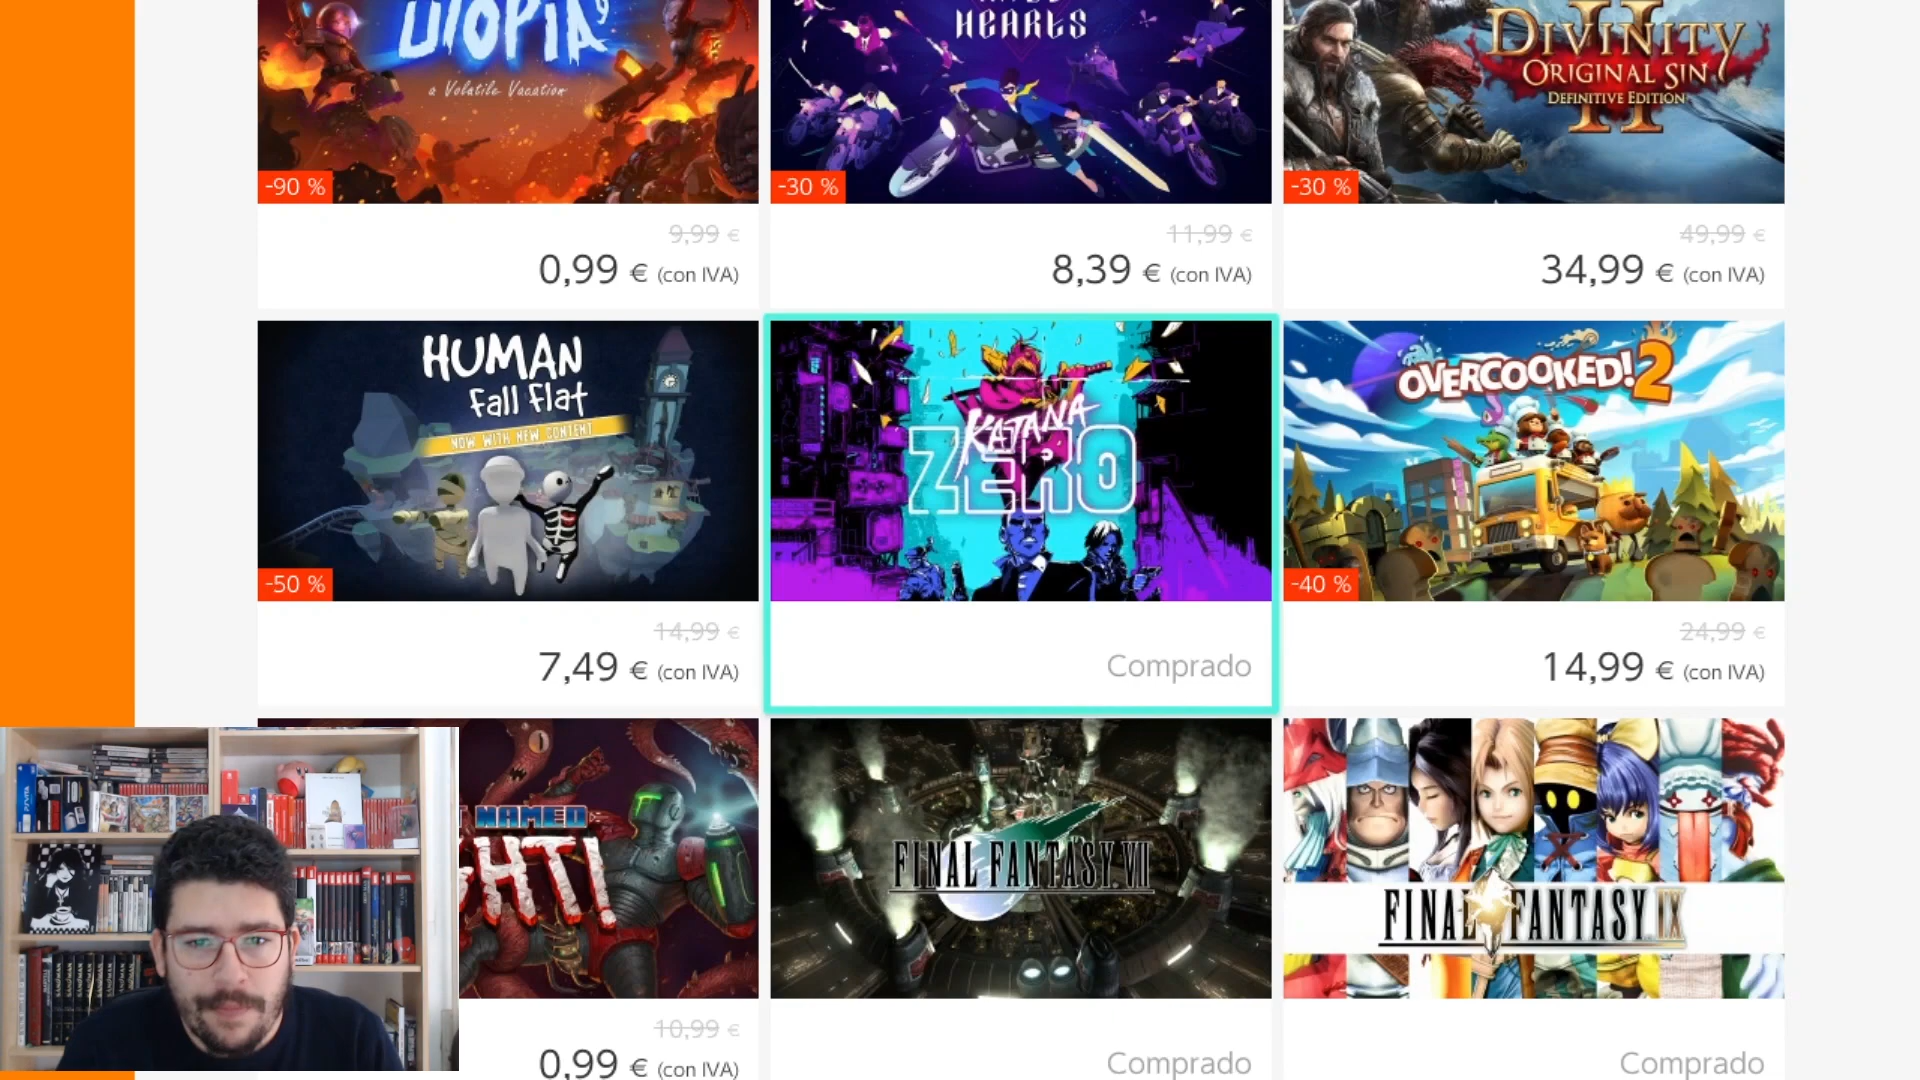 UTOPIA
9
a Volatile Vacation
-90 %
9,99 €
0,99 € (con IVA)
HEARTS
-30 %
11,99 €
8,39 € (con IVA)
DIVINITY
II
ORIGINAL SIN
DEFINITIVE EDITION
-30 %
49,99 €
34,99 € (con IVA)
HUMAN
Fall Flat
NOW WITH NEW CONTENT
-50 %
14,99 €
7,49 € (con IVA)
KATANA
ZERO
Comprado
OVERCOOKED! 2
-40 %
24,99 €
14,99 € (con IVA)
NAMED
GHT!
10,99 €
0,99 € (con IVA)
FINAL FANTASY VII
Comprado
FINAL FANTASY IX
Comprado